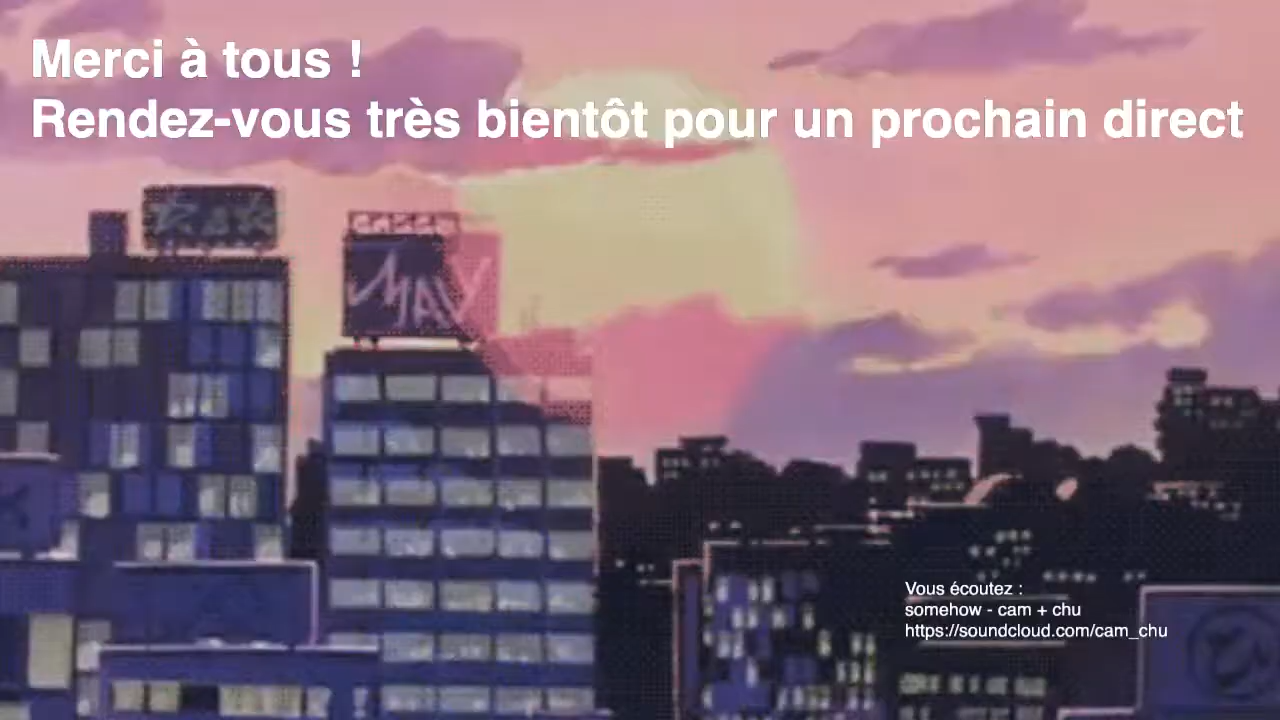 Merci à tous !
Rendez-vous très bientôt pour un prochain direct
MAY
Vous écoutez :
somehow - cam + chu
https://soundcloud.com/cam_chu